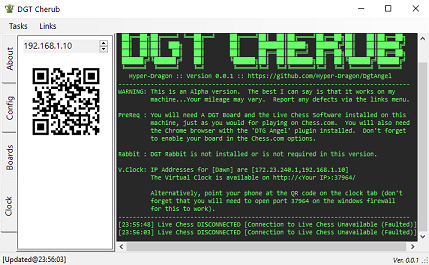 DGT Cherub
Tasks Links
About
Config
Boards
Clock
192.168.1.10
DGT CHERUB
Hyper-Dragon :: Version 0.0.1 :: https://github.com/Hyper-Dragon/DgtAngel
WARNING: This is an Alpha version. The best I can say is that it works on my
machine...Your mileage may vary. Report any defects via the links menu.
PreReq : You will need A DGT Board and the Live Chess Software installed on this
machine, just as you would for playing on Chess.com. You will also need
the Chrome browser with the 'DTG Angel' plugin installed. Don't forget
to enable your board in the Chess.com options.
Rabbit : DGT Rabbit is not installed or is not required in this version.
V.Clock: IP Addresses for [Dawn] are [172.23.240.1,192.168.1.10]
The Virtual Clock is available on http://<Your IP>:37964/
Alternatively, point your phone at the QR code on the clock tab (don't
forget that you will need to open port 37964 on the windows firewall
for this to work).
[23:55:48] Live Chess DISCONNECTED [Connection to Live Chess Unavailable (Faulted)]
[23:56:03] Live Chess DISCONNECTED [Connection to Live Chess Unavailable (Faulted)]
[Updated@23:56:03]
Ver. 0.0.1